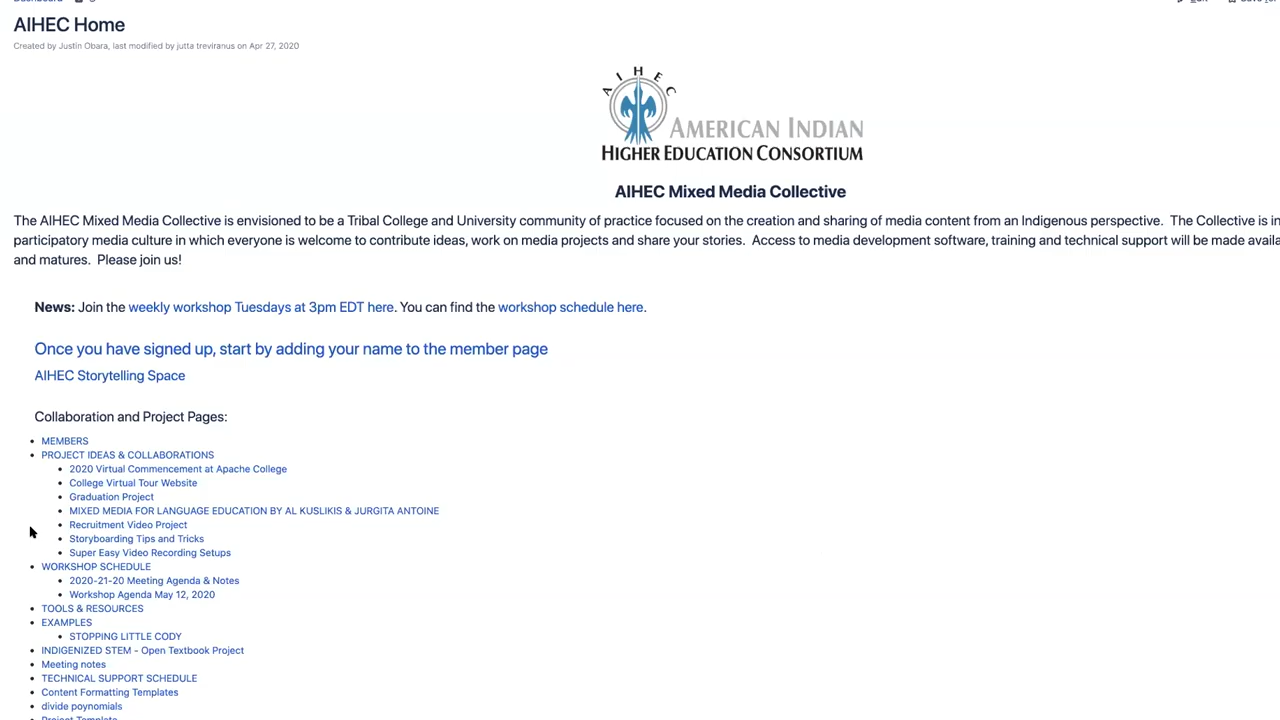 AIHEC Home
Created by Justin Obara, last modified by jutta treviranus on Apr 27, 2020
A I H E C
AMERICAN INDIAN
HIGHER EDUCATION CONSORTIUM
AIHEC Mixed Media Collective
The AIHEC Mixed Media Collective is envisioned to be a Tribal College and University community of practice focused on the creation and sharing of media content from an Indigenous perspective. The Collective is in
participatory media culture in which everyone is welcome to contribute ideas, work on media projects and share your stories. Access to media development software, training and technical support will be made availa
and matures. Please join us!
News: Join the weekly workshop Tuesdays at 3pm EDT here. You can find the workshop schedule here.
Once you have signed up, start by adding your name to the member page
AIHEC Storytelling Space
Collaboration and Project Pages:
MEMBERS
PROJECT IDEAS & COLLABORATIONS
2020 Virtual Commencement at Apache College
College Virtual Tour Website
Graduation Project
MIXED MEDIA FOR LANGUAGE EDUCATION BY AL KUSLIKIS & JURGITA ANTOINE
Recruitment Video Project
Storyboarding Tips and Tricks
Super Easy Video Recording Setups
WORKSHOP SCHEDULE
2020-21-20 Meeting Agenda & Notes
Workshop Agenda May 12, 2020
TOOLS & RESOURCES
EXAMPLES
STOPPING LITTLE CODY
INDIGENIZED STEM - Open Textbook Project
Meeting notes
TECHNICAL SUPPORT SCHEDULE
Content Formatting Templates
divide poynomials
Project Template